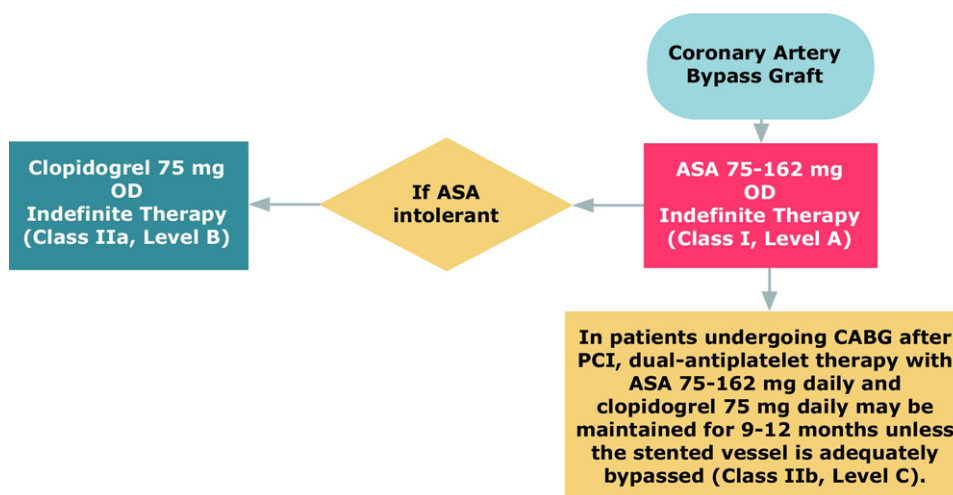 Coronary Artery
Bypass Graft
ASA 75-162 mg
OD
Indefinite Therapy
(Class I, Level A)
If ASA
intolerant
Clopidogrel 75 mg
OD
Indefinite Therapy
(Class IIa, Level B)
In patients undergoing CABG after
PCI, dual-antiplatelet therapy with
ASA 75-162 mg daily and
clopidogrel 75 mg daily may be
maintained for 9-12 months unless
the stented vessel is adequately
bypassed (Class IIb, Level C).